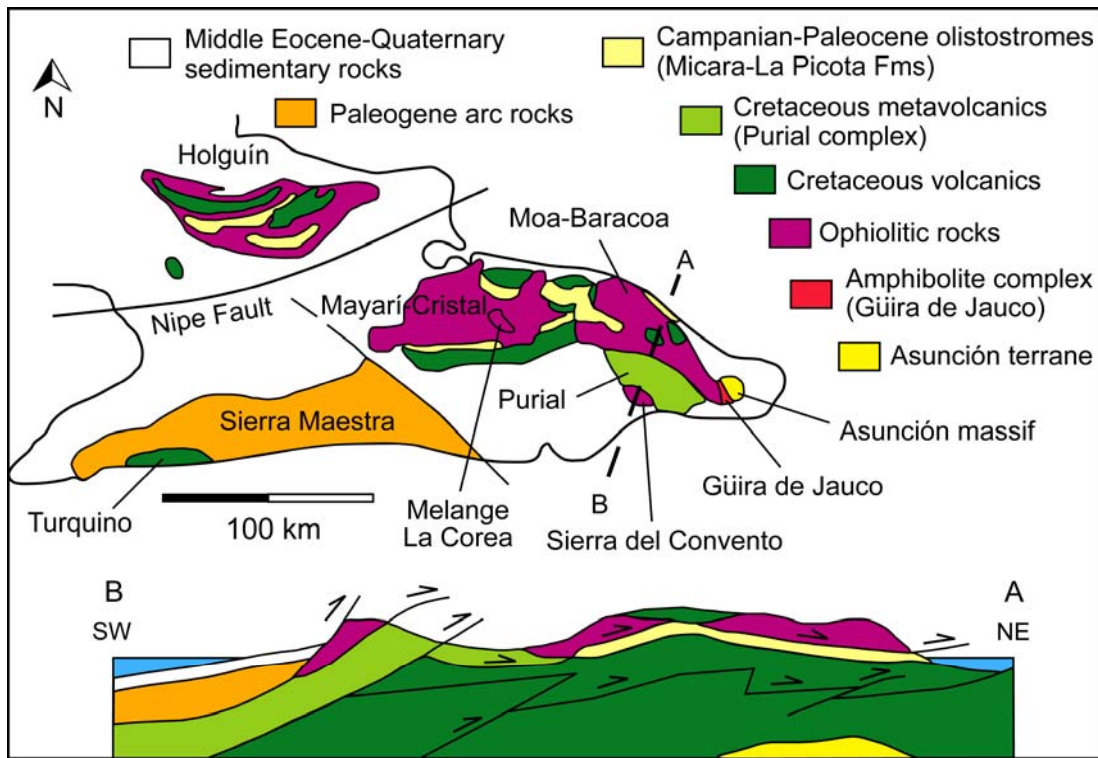 Middle Eocene-Quaternary
sedimentary rocks
Campanian-Paleocene olistostromes
(Micara-La Picota Fms)
N
Paleogene arc rocks
Cretaceous metavolcanics
(Purial complex)
Holguín
Cretaceous volcanics
Moa-Baracoa
Ophiolitic rocks
A
Amphibolite complex
(Güira de Jauco)
Nipe Fault
Mayarí-Cristal
Asunción terrane
Purial
Sierra Maestra
Asunción massif
B
Güira de Jauco
Turquino
100 km
Melange
La Corea
Sierra del Convento
B
SW
A
NE